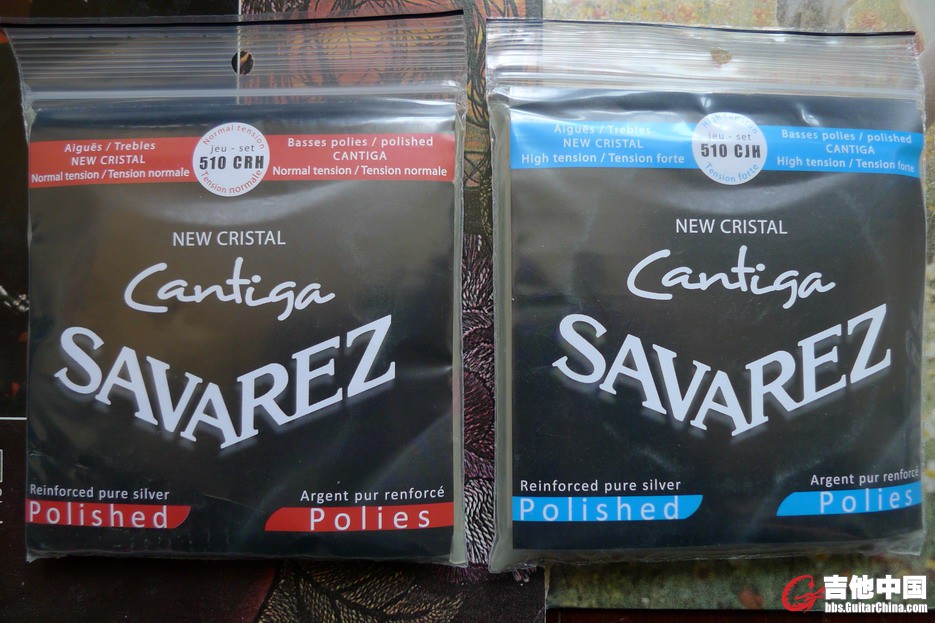 Normal tension
jeu - set
510 CRH
Tension normale
Aiguës / Trebles
NEW CRISTAL
Normal tension / Tension normale
Basses polies / polished
CANTIGA
Normal tension / Tension normale
NEW CRISTAL
Cantiga
SAVAREZ
Reinforced pure silver
Polished
Argent pur renforcé
Polies
jeu - set
510 CJH
Tension forte
Aiguës / Trebles
NEW CRISTAL
High tension / Tension forte
Basses polies / polished
CANTIGA
High tension / Tension forte
NEW CRISTAL
Cantiga
SAVAREZ
Reinforced pure silver
Polished
Argent pur renforcé
Polies
吉他中国
bbs.GuitarChina.com